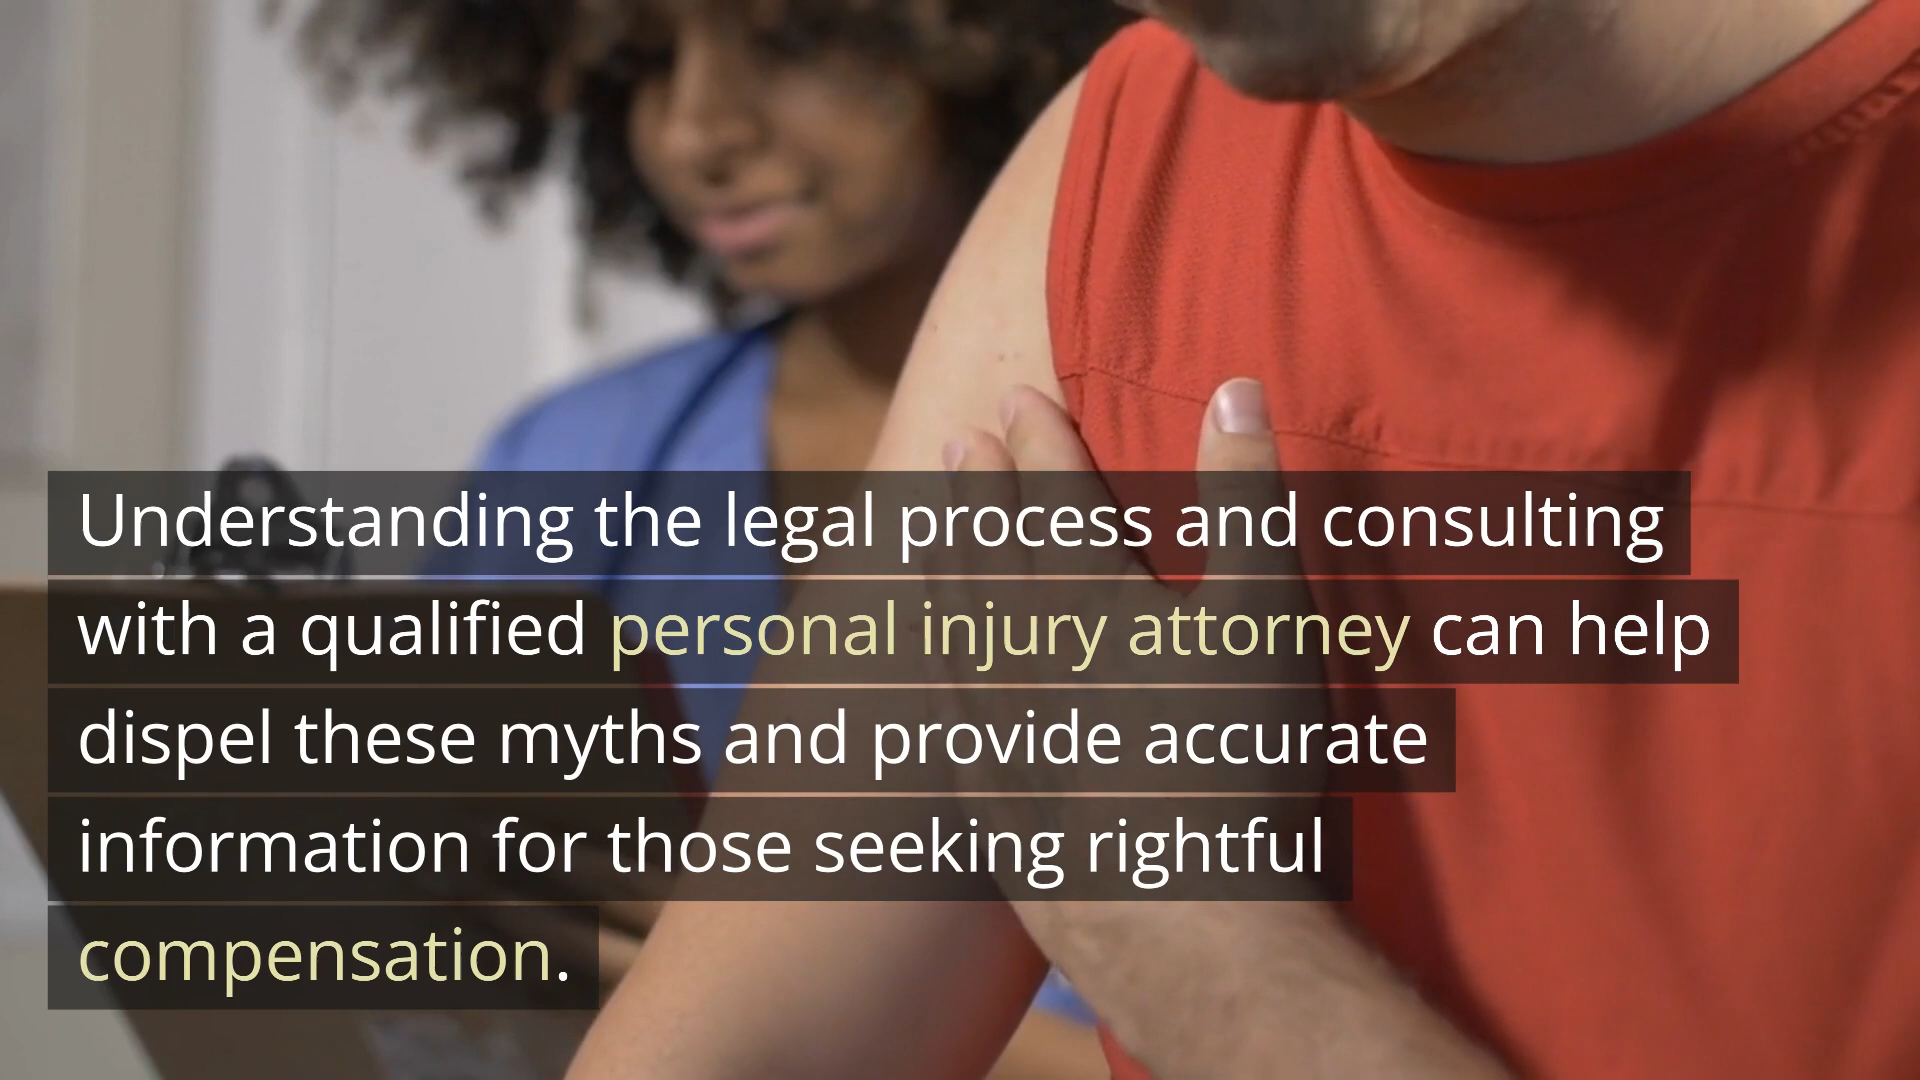 Understanding the legal process and consulting
with a qualified personal injury attorney can help
dispel these myths and provide accurate
information for those seeking rightful
compensation.